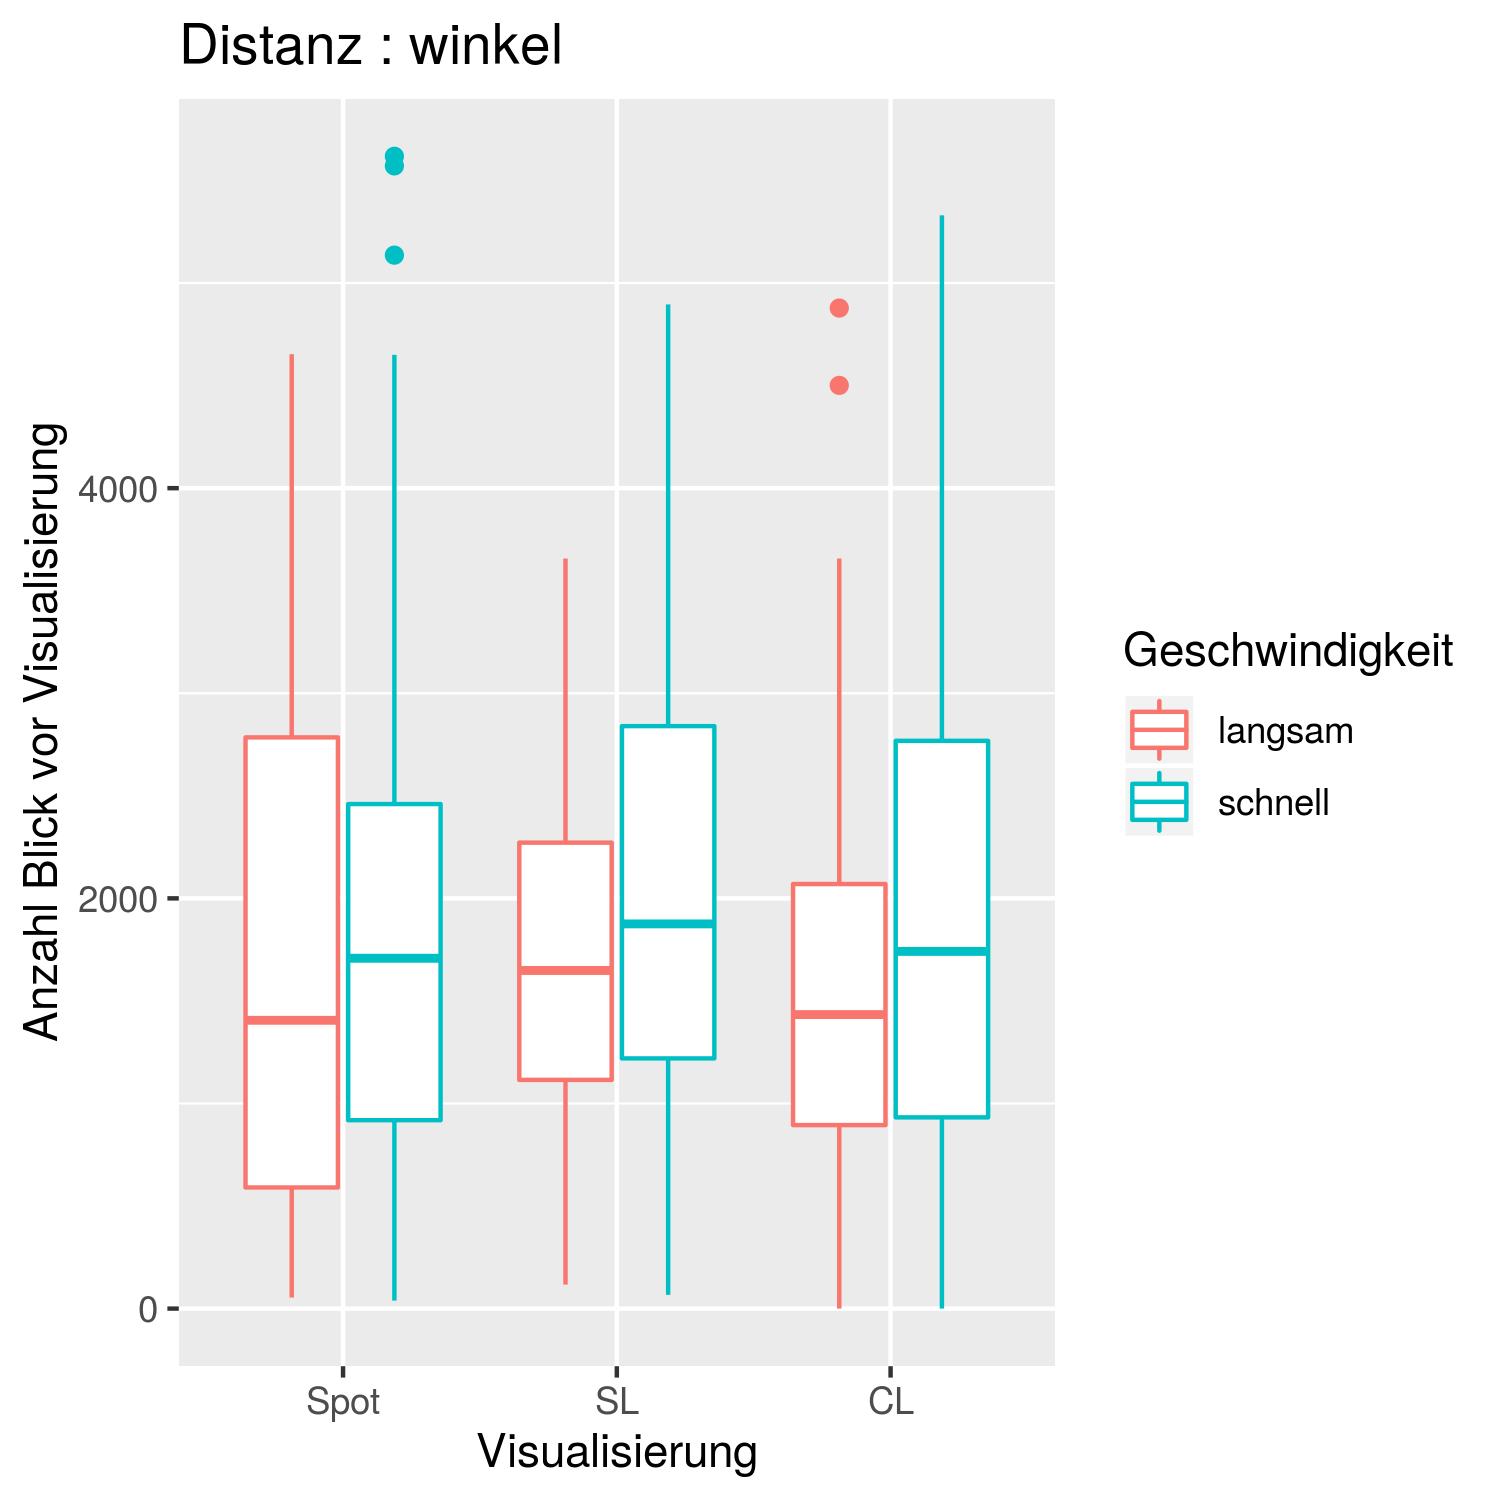 Distanz : winkel
Anzahl Blick vor Visualisierung
4000
2000
0
Spot
SL
CL
Visualisierung
Geschwindigkeit
langsam
schnell